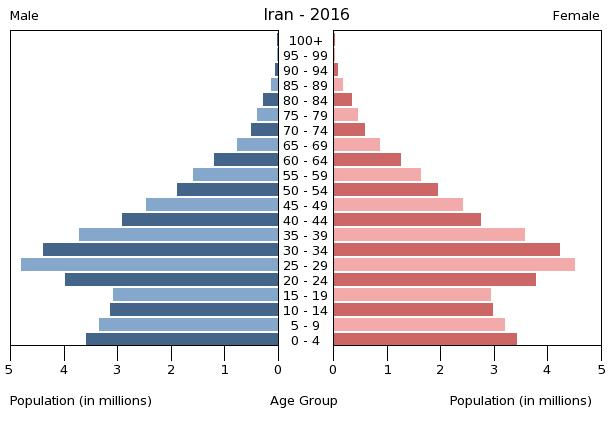 Iran - 2016
Male
Female
100+
95 - 99
90 - 94
85 - 89
80 - 84
75 - 79
70 - 74
65 - 69
60 - 64
55 - 59
50 - 54
45 - 49
40 - 44
35 - 39
30 - 34
25 - 29
20 - 24
15 - 19
10 - 14
5 - 9
0 - 4
5 4 3 2 1 0 0 1 2 3 4 5
Population (in millions) Age Group Population (in millions)